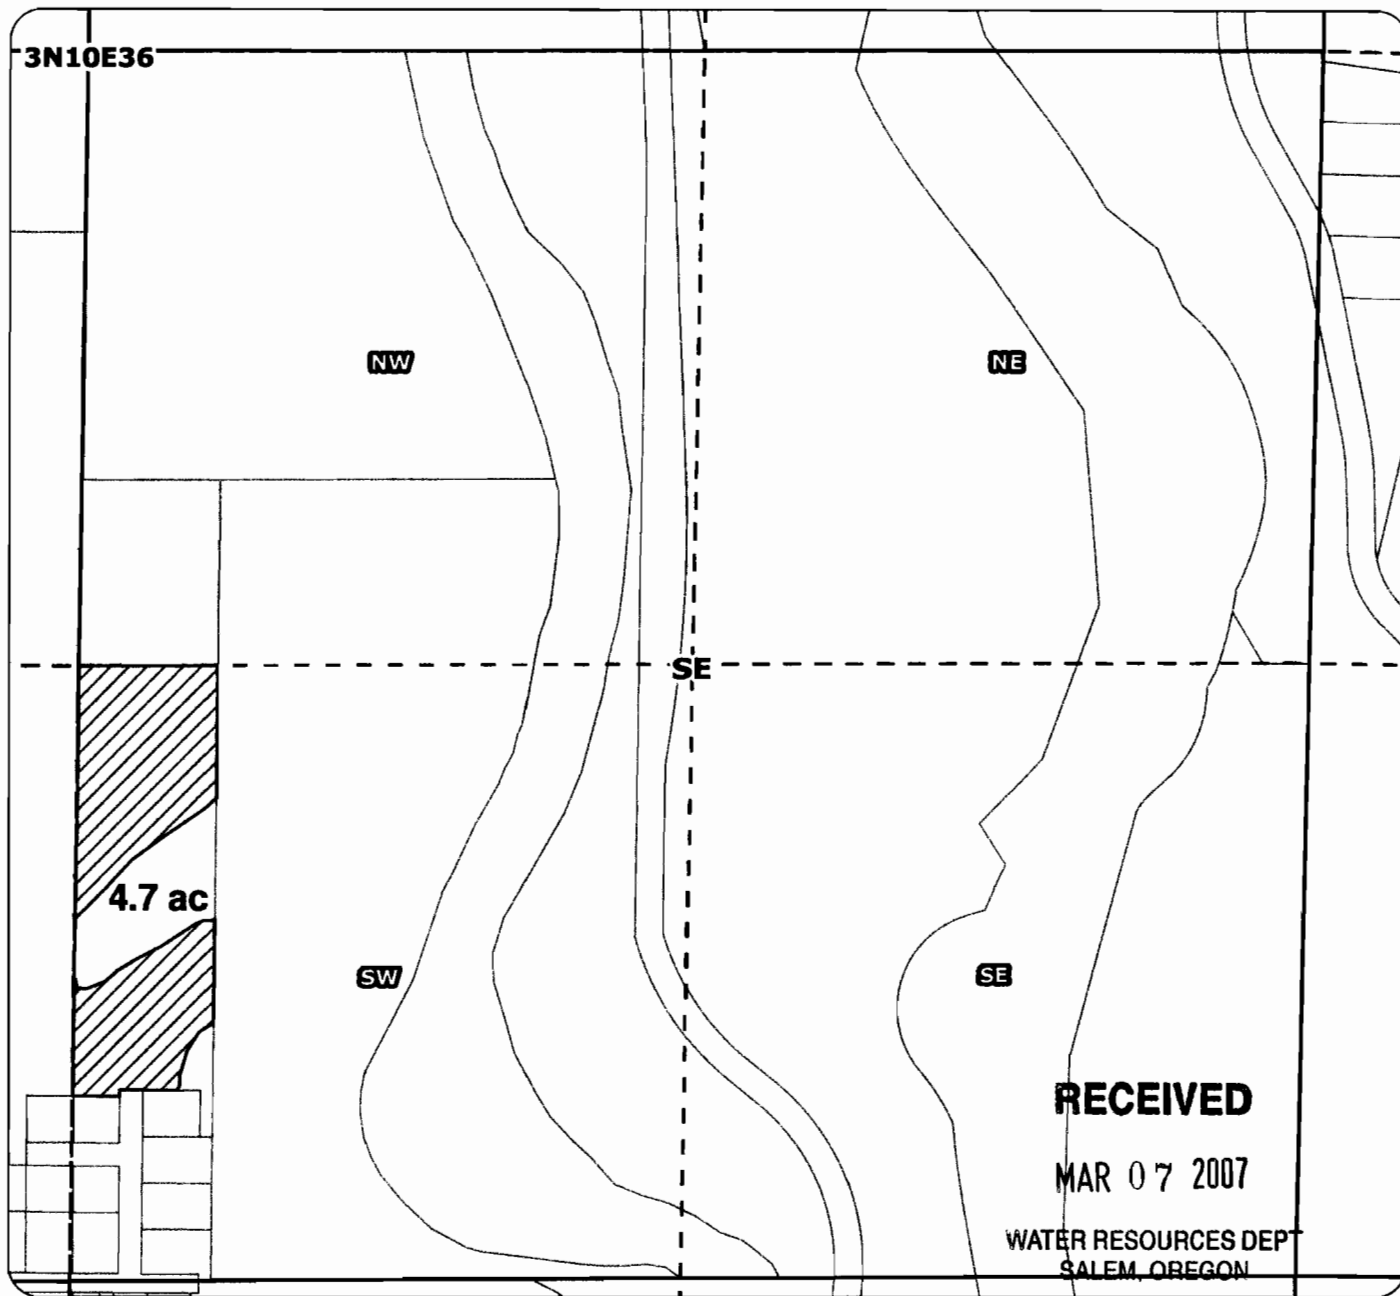 3N10E36
NW
NE
SE
4.7 ac
SW
SE
RECEIVED
MAR 07 2007
WATER RESOURCES DEPT
SALEM, OREGON